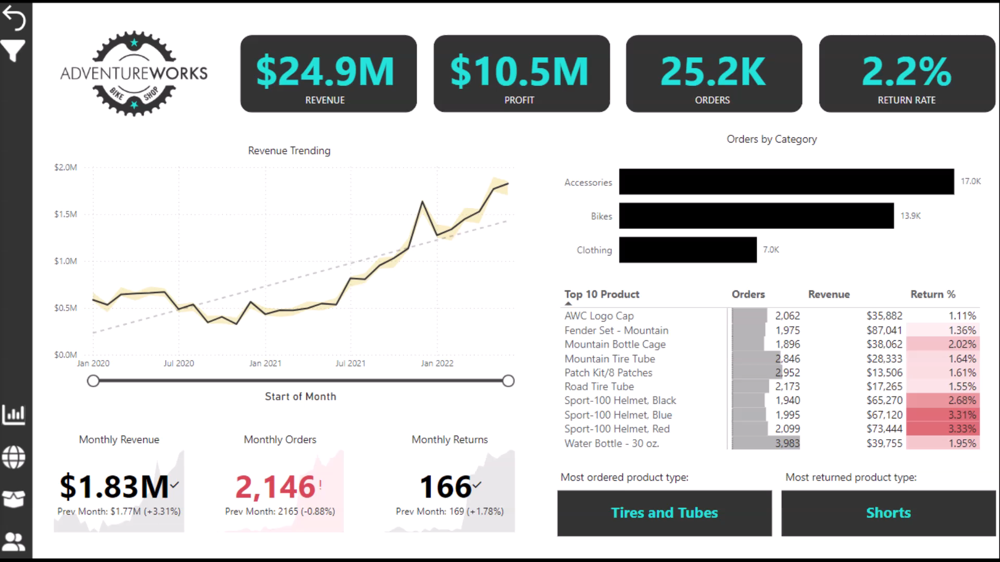 ADVENTUREWORKS
BIKE SHOP
$24.9M
REVENUE
$10.5M
PROFIT
25.2K
ORDERS
2.2%
RETURN RATE
Revenue Trending
$2.0M
$1.5M
$1.0M
$0.5M
$0.0M
Jan 2020 Jul 2020 Jan 2021 Jul 2021 Jan 2022
Start of Month
Orders by Category
Accessories 17.0K
Bikes 13.9K
Clothing 7.0K
Top 10 Product Orders Revenue Return %
AWC Logo Cap 2,062 $35,882 1.11%
Fender Set - Mountain 1,975 $87,041 1.36%
Mountain Bottle Cage 1,896 $38,062 2.02%
Mountain Tire Tube 2,846 $28,333 1.64%
Patch Kit/8 Patches 2,952 $13,506 1.61%
Road Tire Tube 2,173 $17,265 1.55%
Sport-100 Helmet, Black 1,940 $65,270 2.68%
Sport-100 Helmet, Blue 1,995 $67,120 3.31%
Sport-100 Helmet, Red 2,099 $73,444 3.33%
Water Bottle - 30 oz. 3,983 $39,755 1.95%
Monthly Revenue
$1.83M
Prev Month: $1.77M (+3.31%)
Monthly Orders
2,146!
Prev Month: 2165 (-0.88%)
Monthly Returns
166
Prev Month: 169 (+1.78%)
Most ordered product type:
Tires and Tubes
Most returned product type:
Shorts